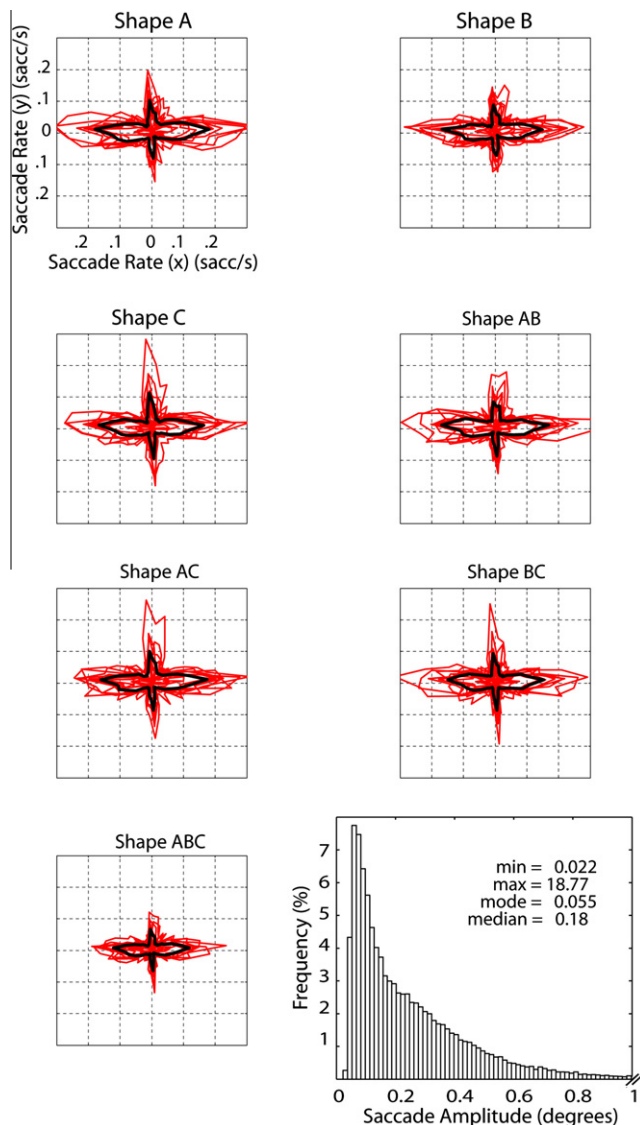 Shape A
Shape B
Saccade Rate (y) (sacc/s)
.2
.1
0
.1
.2
.2 .1 0 .1 .2
Saccade Rate (x) (sacc/s)
Shape C
Shape AB
Shape AC
Shape BC
Shape ABC
Frequency (%)
7
6
5
4
3
2
1
min = 0.022
max = 18.77
mode = 0.055
median = 0.18
0 0.2 0.4 0.6 0.8 1
Saccade Amplitude (degrees)